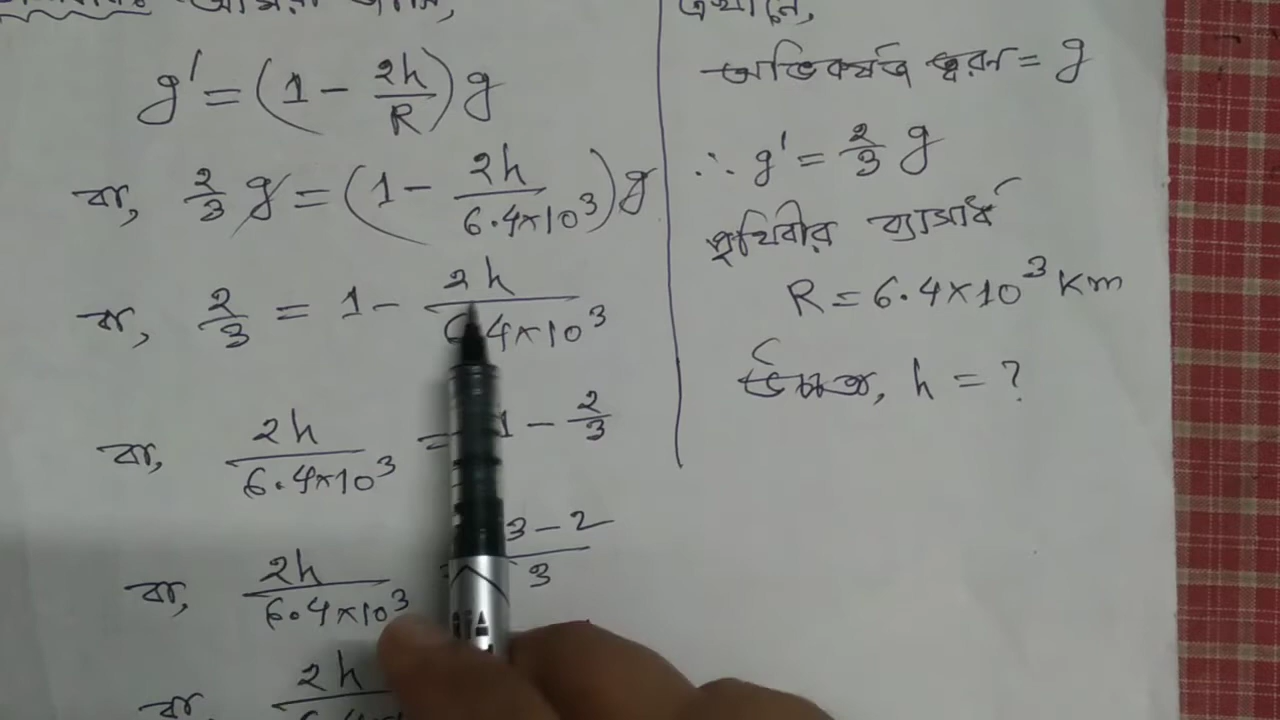 আমরা জানি,
g' = (1 - 2h/R) g
বা, 2/3 g = (1 - 2h/6.4×10³) g
বা, 2/3 = 1 - 2h/6.4×10³
বা, 2h/6.4×10³ = 1 - 2/3
বা, 2h/6.4×10³ = 3-2/3
বা, 2h
এখানে,
অভিকর্ষজ ত্বরণ = g
∴ g' = 2/3 g
পৃথিবীর ব্যাসার্ধ
R = 6.4×10³ Km
উচ্চতা, h = ?